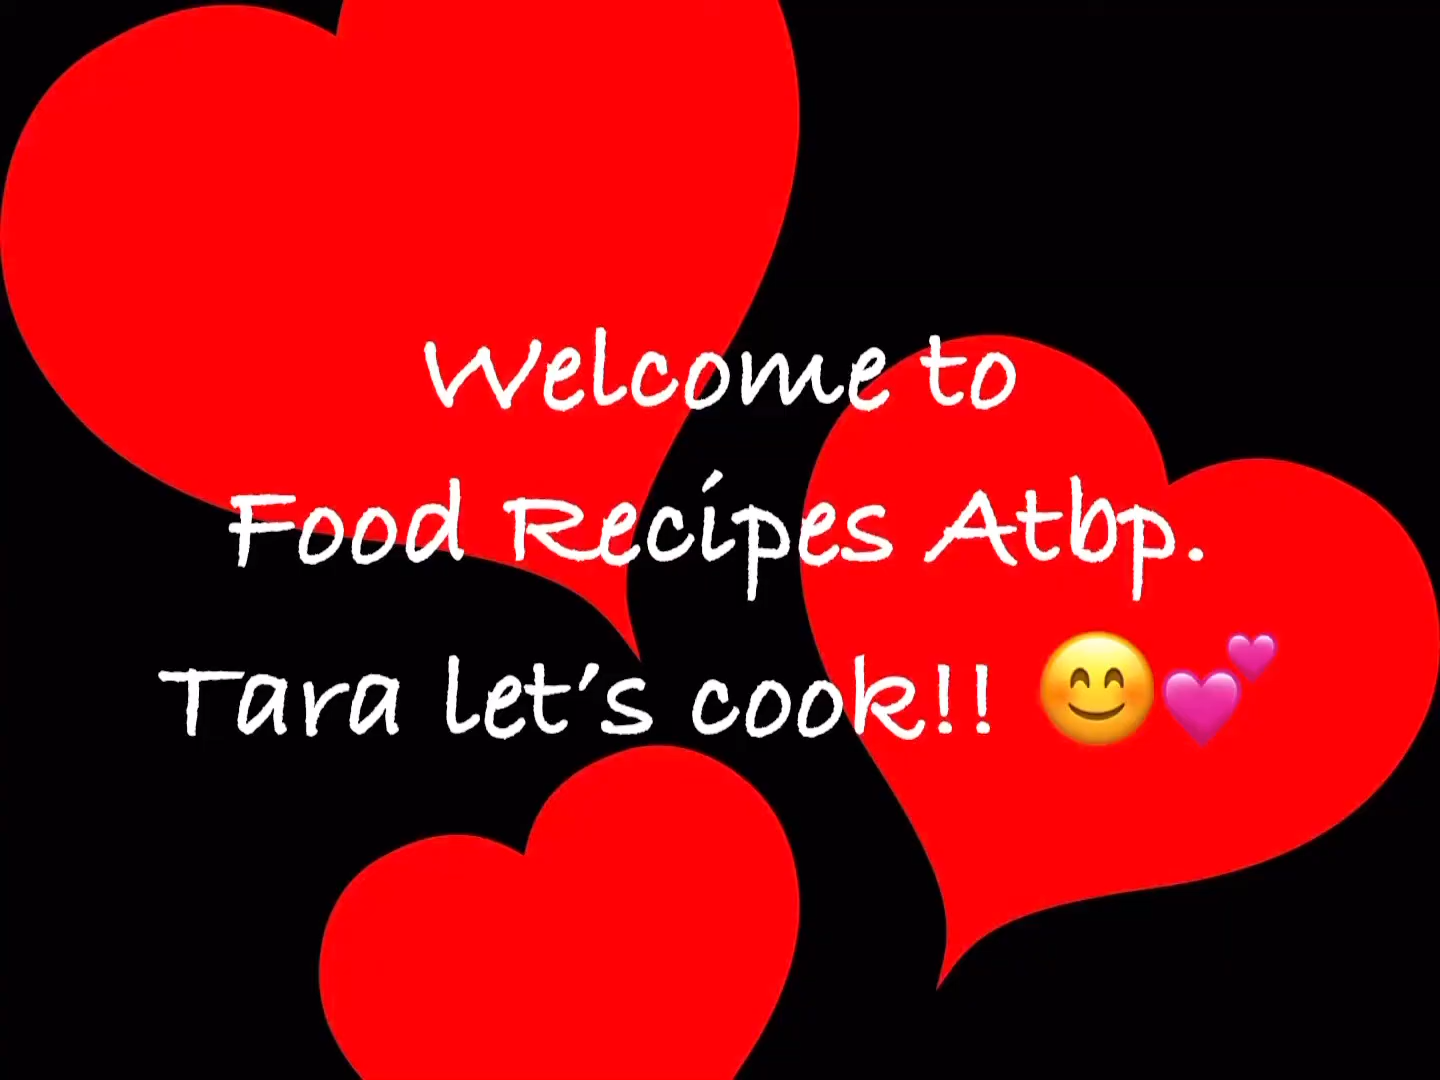 Welcome to
Food Recipes Atbp.
Tara let's cook!! 😊💕